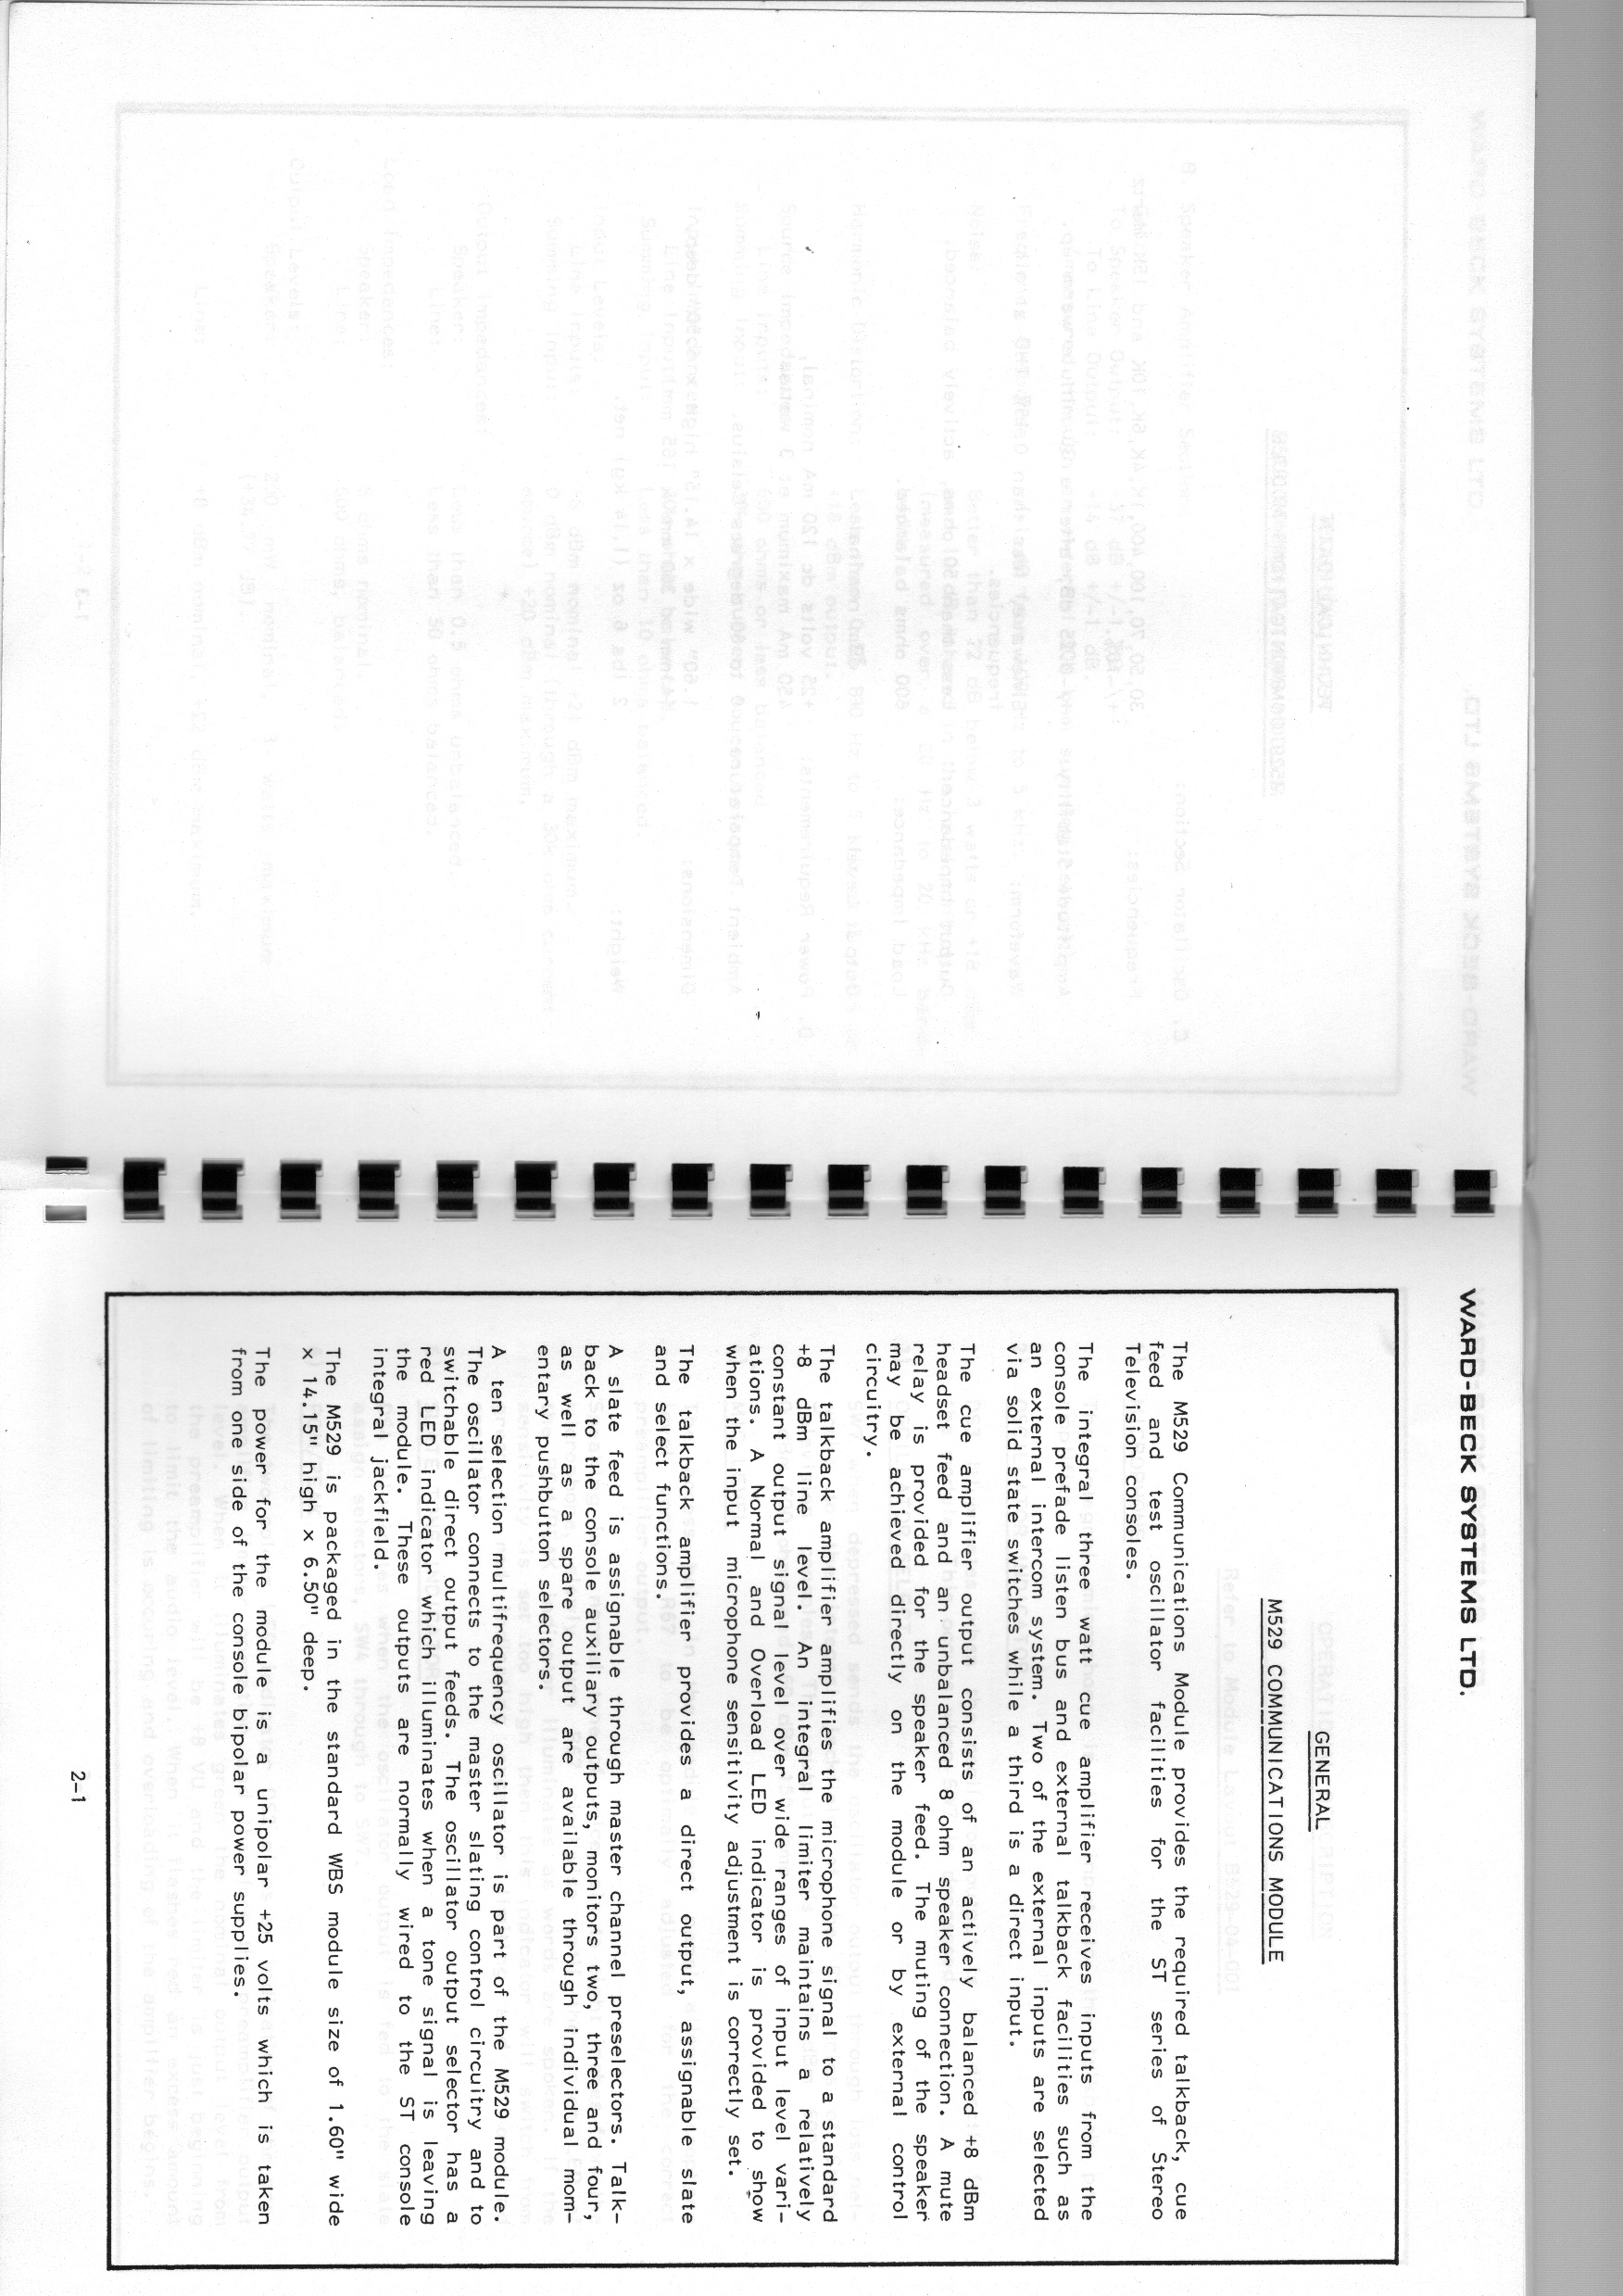 WARD-BECK SYSTEMS LTD.
GENERAL
M529 COMMUNICATIONS MODULE
The M529 Communications Module provides the required talkback, cue
feed and test oscillator facilities for the ST series of Stereo
Television consoles.
The integral three watt cue amplifier receives inputs from the
console prefade listen bus and external talkback facilities such as
an external intercom system. Two of the external inputs are selected
via solid state switches while a third is a direct input.
The cue amplifier output consists of an actively balanced +8 dBm
headset feed and an unbalanced 8 ohm speaker connection. A mute
relay is provided for the speaker feed. The muting of the speaker
may be achieved directly on the module or by external control
circuitry.
The talkback amplifier amplifies the microphone signal to a standard
+8 dBm line level. An integral limiter maintains a relatively
constant output signal level over wide ranges of input level vari-
ations. A Normal and Overload LED indicator is provided to show
when the input microphone sensitivity adjustment is correctly set.
The talkback amplifier provides a direct output, assignable slate
and select functions.
A slate feed is assignable through master channel preselectors. Talk-
back to the console auxiliary outputs, monitors two, three and four,
as well as a spare output are available through individual mom-
entary pushbutton selectors.
A ten selection multifrequency oscillator is part of the M529 module.
The oscillator connects to the master slating control circuitry and to
switchable direct output feeds. The oscillator output selector has a
red LED indicator which illuminates when a tone signal is leaving
the module. These outputs are normally wired to the ST console
integral jackfield.
The M529 is packaged in the standard WBS module size of 1.60" wide
x 14.15" high x 6.50" deep.
The power for the module is a unipolar +25 volts which is taken
from one side of the console bipolar power supplies.
2-1